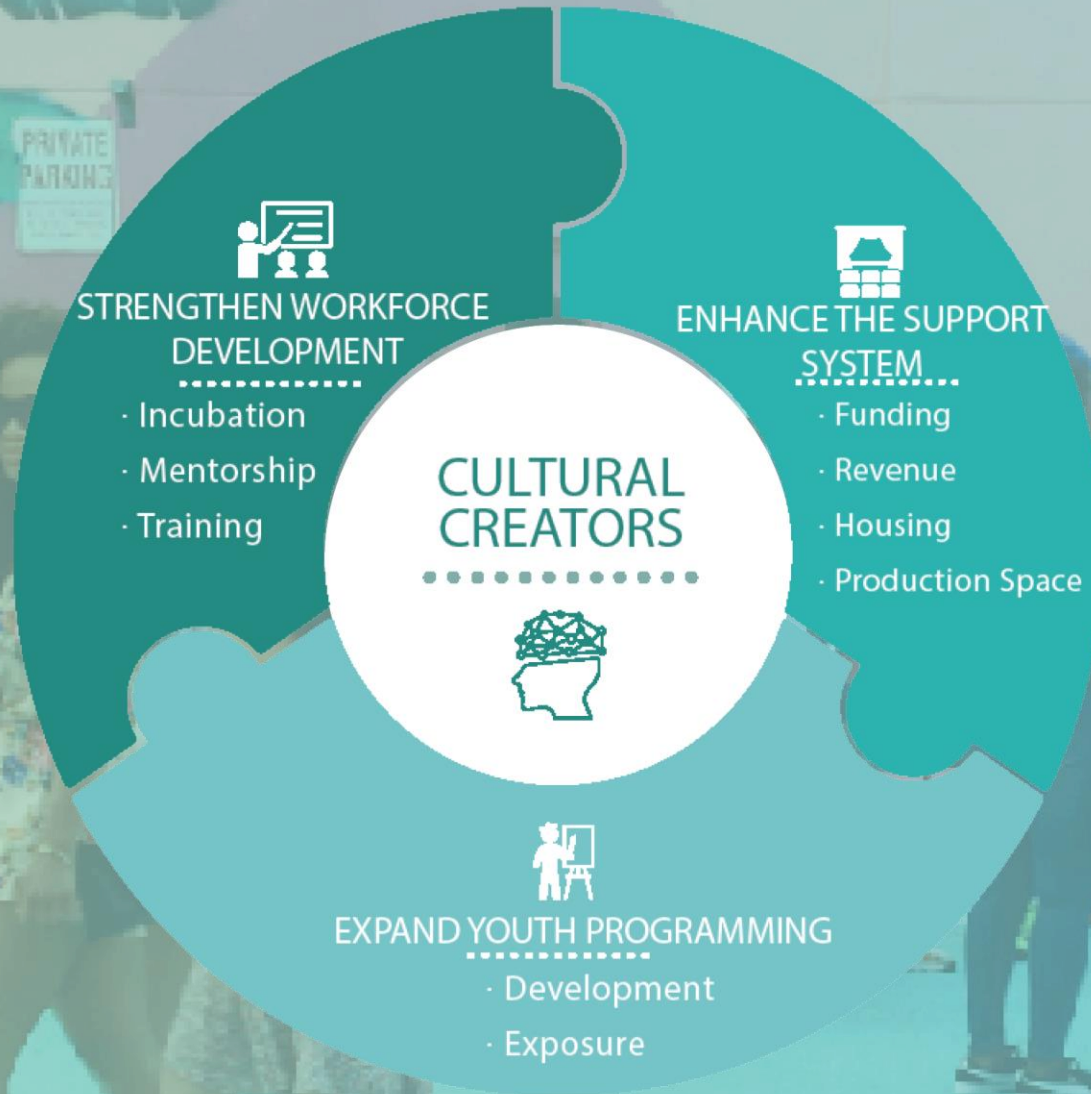 PRIVATE
PARKING
STRENGTHEN WORKFORCE
DEVELOPMENT
· Incubation
· Mentorship
· Training
ENHANCE THE SUPPORT
SYSTEM
· Funding
· Revenue
· Housing
· Production Space
CULTURAL
CREATORS
EXPAND YOUTH PROGRAMMING
· Development
· Exposure